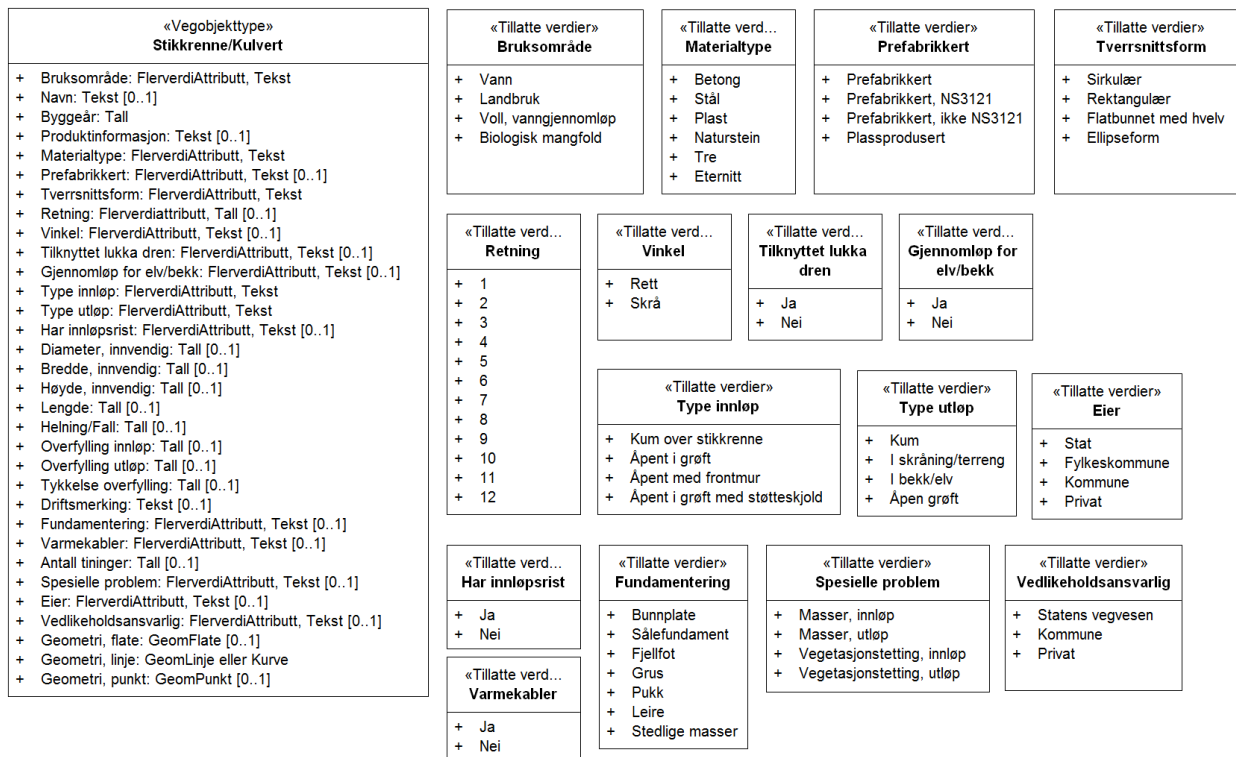 «Vegobjekttype»
Stikkrenne/Kulvert
+ Bruksområde: FlerverdiAttributt, Tekst
+ Navn: Tekst [0..1]
+ Byggeår: Tall
+ Produktinformasjon: Tekst [0..1]
+ Materialtype: FlerverdiAttributt, Tekst
+ Prefabrikkert: FlerverdiAttributt, Tekst [0..1]
+ Tverrsnittsform: FlerverdiAttributt, Tekst
+ Retning: Flerverdiattributt, Tall [0..1]
+ Vinkel: FlerverdiAttributt, Tekst [0..1]
+ Tilknyttet lukka dren: FlerverdiAttributt, Tekst [0..1]
+ Gjennomløp for elv/bekk: FlerverdiAttributt, Tekst [0..1]
+ Type innløp: FlerverdiAttributt, Tekst
+ Type utløp: FlerverdiAttributt, Tekst
+ Har innløpsrist: FlerverdiAttributt, Tekst [0..1]
+ Diameter, innvendig: Tall [0..1]
+ Bredde, innvendig: Tall [0..1]
+ Høyde, innvendig: Tall [0..1]
+ Lengde: Tall [0..1]
+ Helning/Fall: Tall [0..1]
+ Overfylling innløp: Tall [0..1]
+ Overfylling utløp: Tall [0..1]
+ Tykkelse overfylling: Tall [0..1]
+ Driftsmerking: Tekst [0..1]
+ Fundamentering: FlerverdiAttributt, Tekst [0..1]
+ Varmekabler: FlerverdiAttributt, Tekst [0..1]
+ Antall tininger: Tall [0..1]
+ Spesielle problem: FlerverdiAttributt, Tekst [0..1]
+ Eier: FlerverdiAttributt, Tekst [0..1]
+ Vedlikeholdsansvarlig: FlerverdiAttributt, Tekst [0..1]
+ Geometri, flate: GeomFlate [0..1]
+ Geometri, linje: GeomLinje eller Kurve
+ Geometri, punkt: GeomPunkt [0..1]
«Tillatte verdier»
Bruksområde
+ Vann
+ Landbruk
+ Voll, vanngjennomløp
+ Biologisk mangfold
«Tillatte verd...
Materialtype
+ Betong
+ Stål
+ Plast
+ Naturstein
+ Tre
+ Eternitt
«Tillatte verdier»
Prefabrikkert
+ Prefabrikkert
+ Prefabrikkert, NS3121
+ Prefabrikkert, ikke NS3121
+ Plassprodusert
«Tillatte verdier»
Tverrsnittsform
+ Sirkulær
+ Rektangulær
+ Flatbunnet med hvelv
+ Ellipseform
«Tillatte verd...
Retning
+ 1
+ 2
+ 3
+ 4
+ 5
+ 6
+ 7
+ 8
+ 9
+ 10
+ 11
+ 12
«Tillatte verd...
Vinkel
+ Rett
+ Skrå
«Tillatte verd...
Tilknyttet lukka
dren
+ Ja
+ Nei
«Tillatte verd...
Gjennomløp for
elv/bekk
+ Ja
+ Nei
«Tillatte verdier»
Type innløp
+ Kum over stikkrenne
+ Åpent i grøft
+ Åpent med frontmur
+ Åpent i grøft med støtteskjold
«Tillatte verdier»
Type utløp
+ Kum
+ I skråning/terreng
+ I bekk/elv
+ Åpen grøft
«Tillatte verdier»
Eier
+ Stat
+ Fylkeskommune
+ Kommune
+ Privat
«Tillatte verd...
Har innløpsrist
+ Ja
+ Nei
«Tillatte verd...
Varmekabler
+ Ja
+ Nei
«Tillatte verdier»
Fundamentering
+ Bunnplate
+ Sålefundament
+ Fjellfot
+ Grus
+ Pukk
+ Leire
+ Stedlige masser
«Tillatte verdier»
Spesielle problem
+ Masser, innløp
+ Masser, utløp
+ Vegetasjonstetting, innløp
+ Vegetasjonstetting, utløp
«Tillatte verdier»
Vedlikeholdsansvarlig
+ Statens vegvesen
+ Kommune
+ Privat